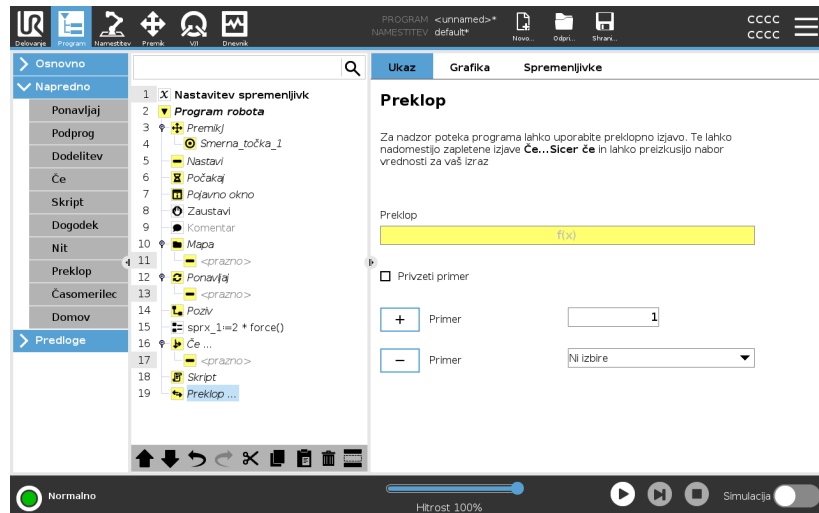 PROGRAM <unnamed>*
NAMESTITEV default*
CCCC
CCCC
Delovanje Program Namestitev Premik V/I Dnevnik Novo... Odpri... Shrani...
Osnovno
Napredno
Ponavljaj
Podprog
Dodelitev
Če
Skript
Dogodek
Nit
Preklop
Časomerilec
Domov
Predloge
1 X Nastavitev spremenljivk
2 Program robota
3 PremikJ
4 Smerna_točka_1
5 Nastavi
6 Počakaj
7 Pojavno okno
8 Zaustavi
9 Komentar
10 Mapa
11 <prazno>
12 Ponavljaj
13 <prazno>
14 Poziv
15 sprx_1:=2 * force()
16 Če ...
17 <prazno>
18 Skript
19 Preklop ...
Ukaz Grafika Spremenljivke
Preklop
Za nadzor poteka programa lahko uporabite preklopno izjavo. Te lahko
nadomestijo zapletene izjave Če...Sicer če in lahko preizkusijo nabor
vrednosti za vaš izraz
Preklop
f(x)
Privzeti primer
+ Primer 1
− Primer Ni izbire
Normalno
Hitrost 100%
Simulacija